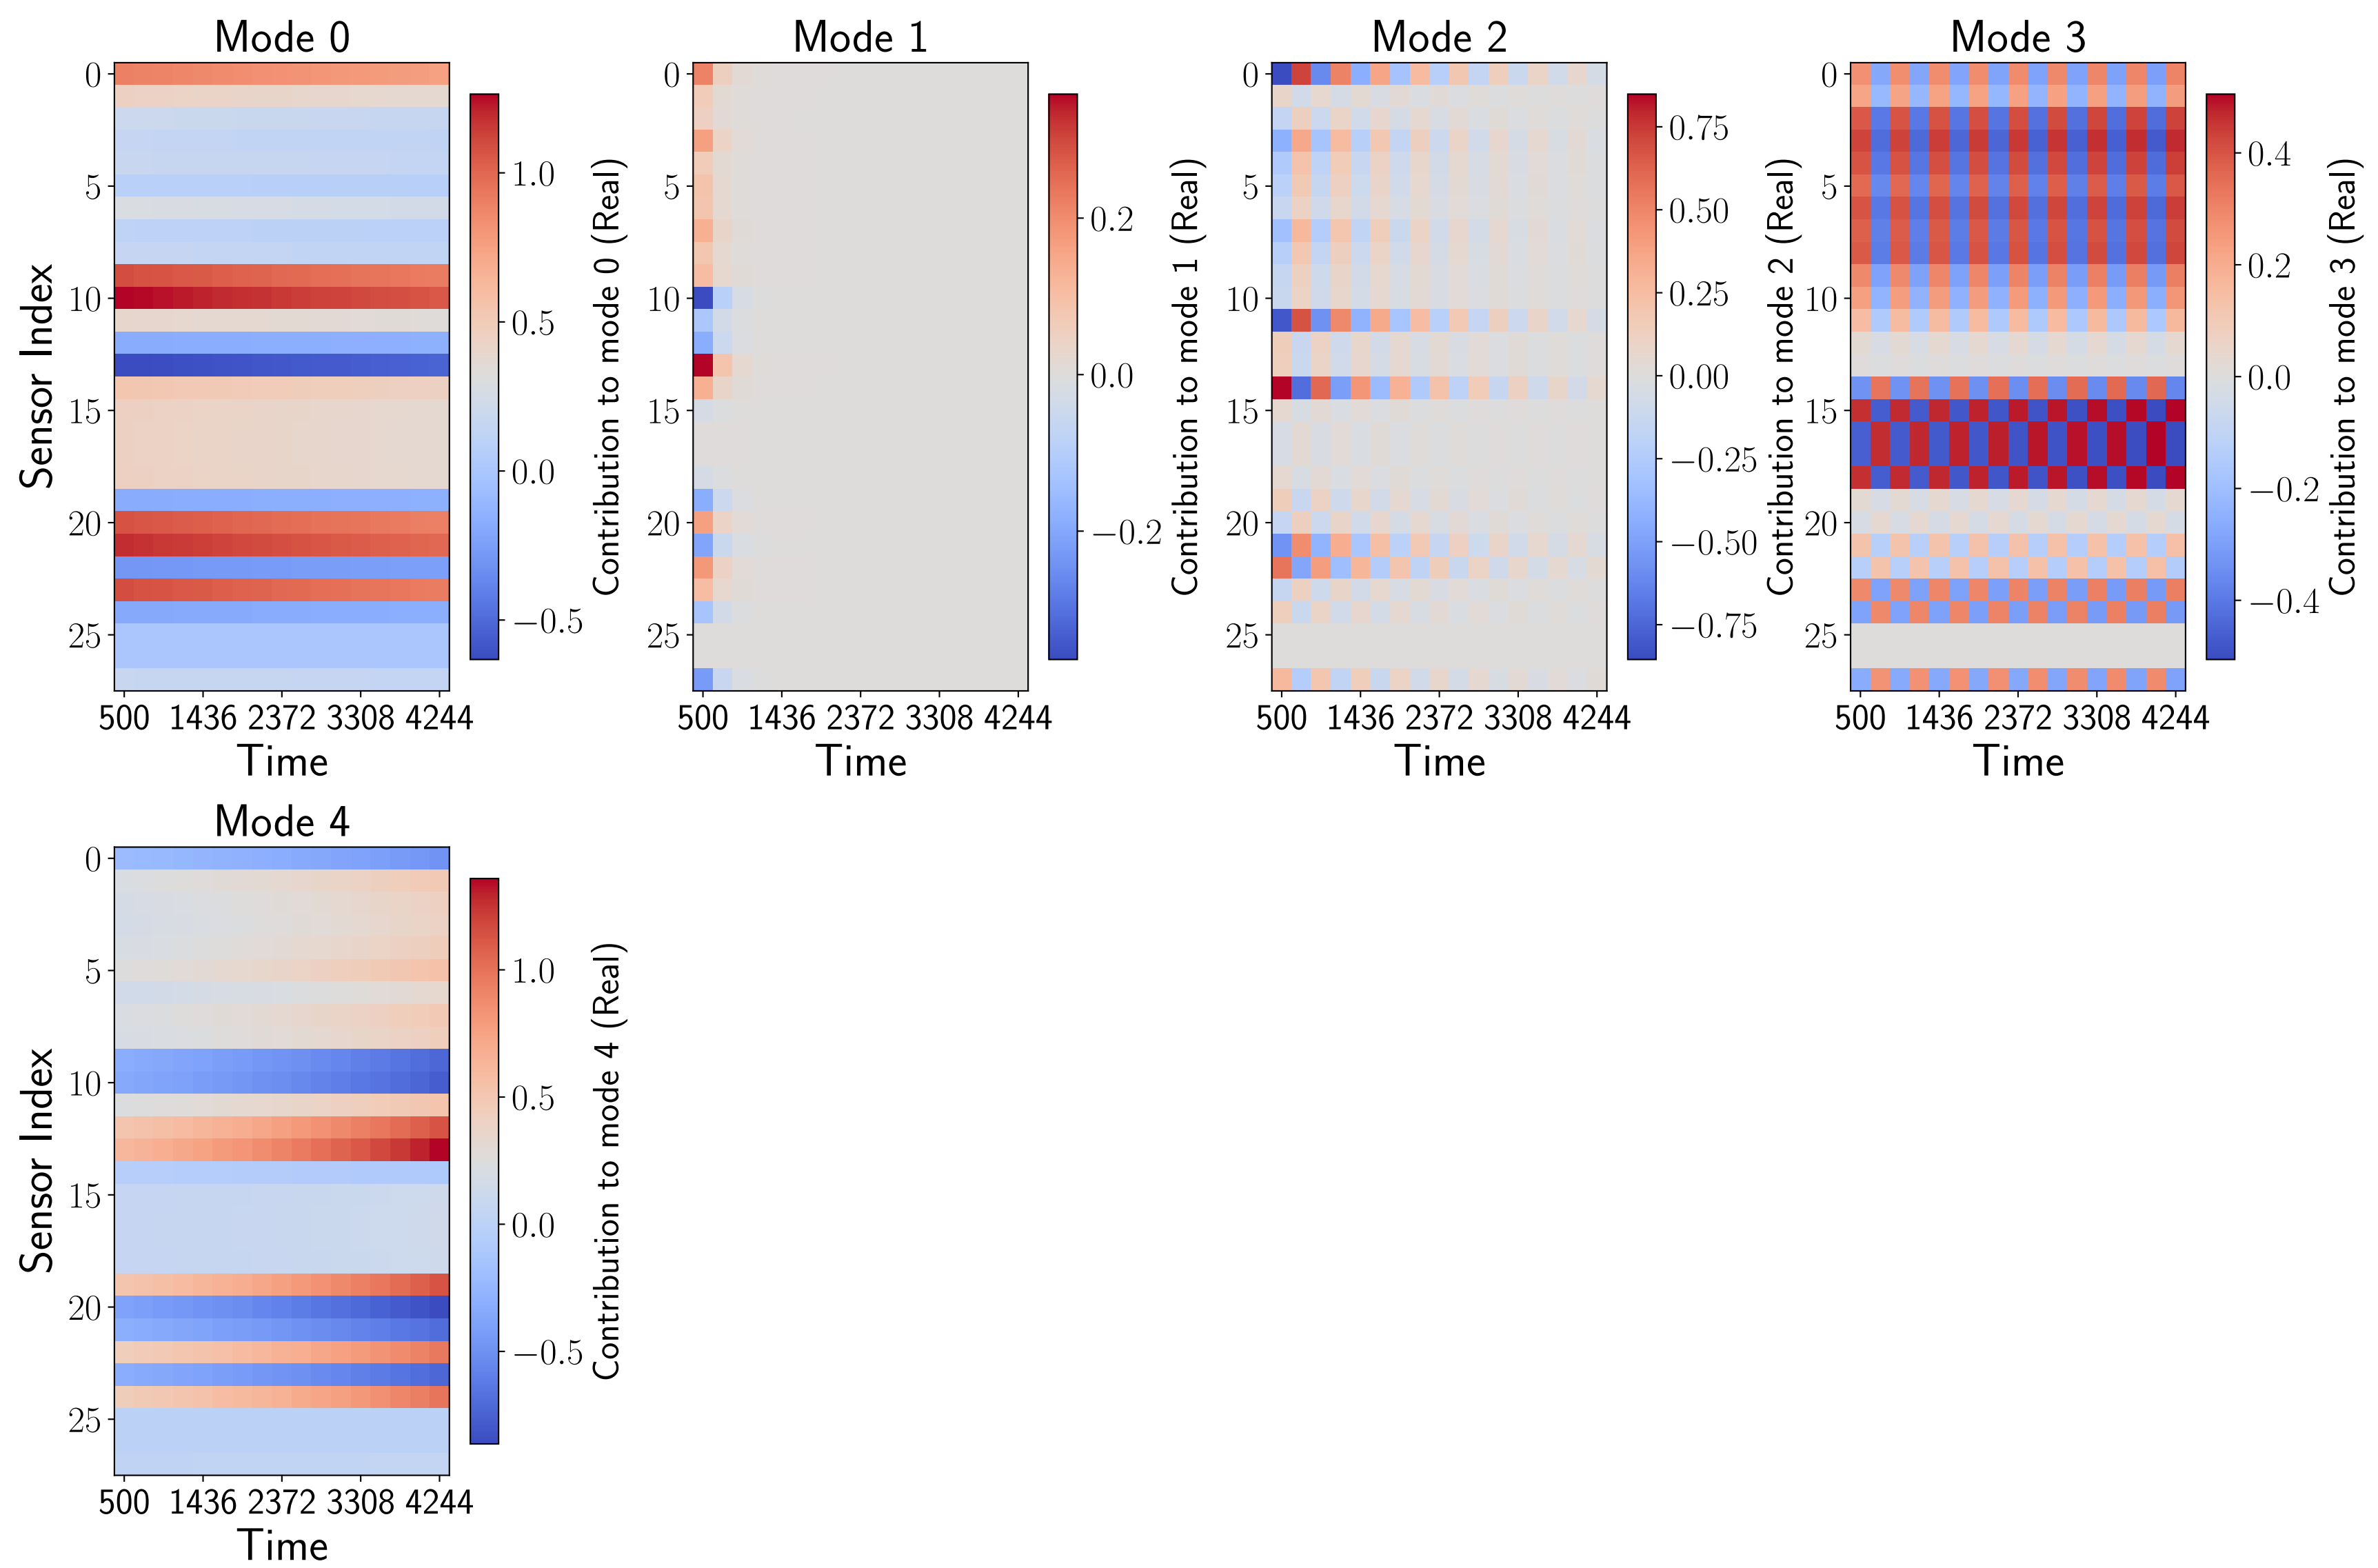 Mode 0
Mode 1
Mode 2
Mode 3
0
5
10
15
20
25
Sensor Index
500 1436 2372 3308 4244
Time
1.0
0.5
0.0
−0.5
Contribution to mode 0 (Real)
0
5
10
15
20
25
500 1436 2372 3308 4244
Time
0.2
0.0
−0.2
Contribution to mode 1 (Real)
0
5
10
15
20
25
500 1436 2372 3308 4244
Time
0.75
0.50
0.25
0.00
−0.25
−0.50
−0.75
Contribution to mode 2 (Real)
0
5
10
15
20
25
500 1436 2372 3308 4244
Time
0.4
0.2
0.0
−0.2
−0.4
Contribution to mode 3 (Real)
Mode 4
0
5
10
15
20
25
Sensor Index
500 1436 2372 3308 4244
Time
1.0
0.5
0.0
−0.5
Contribution to mode 4 (Real)